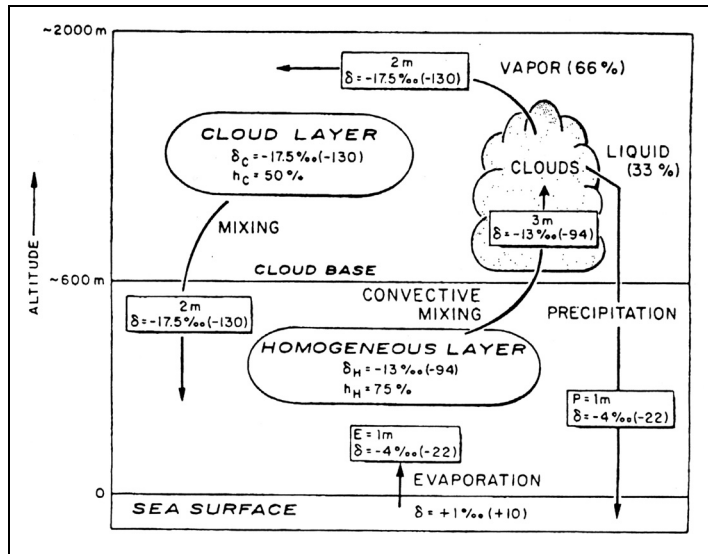 ~2000 m
2 m
δ = -17.5‰ (-130)
VAPOR (66 %)
CLOUD LAYER
δC = -17.5‰ (-130)
hC = 50 %
LIQUID
(33 %)
CLOUDS
3 m
δ = -13‰ (-94)
MIXING
ALTITUDE
CLOUD BASE
~600 m
2 m
δ = -17.5‰ (-130)
CONVECTIVE
MIXING
PRECIPITATION
HOMOGENEOUS LAYER
δH = -13‰ (-94)
hH = 75 %
P = 1m
δ = -4‰ (-22)
E = 1m
δ = -4‰ (-22)
EVAPORATION
0
SEA SURFACE
δ = +1‰ (+10)